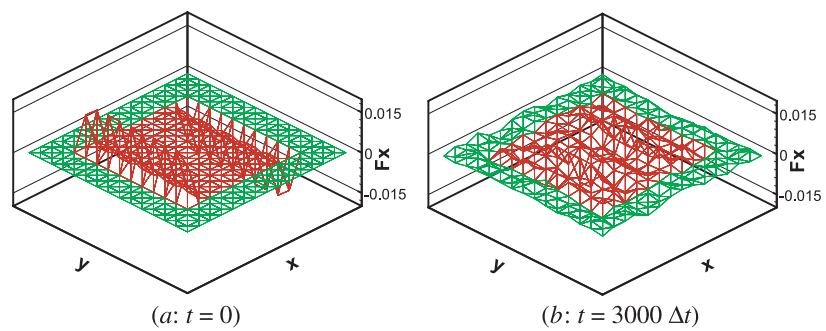 0.015
0
-0.015
Fx
y
x
(a: t = 0)
0.015
0
-0.015
Fx
y
x
(b: t = 3000 Δt)